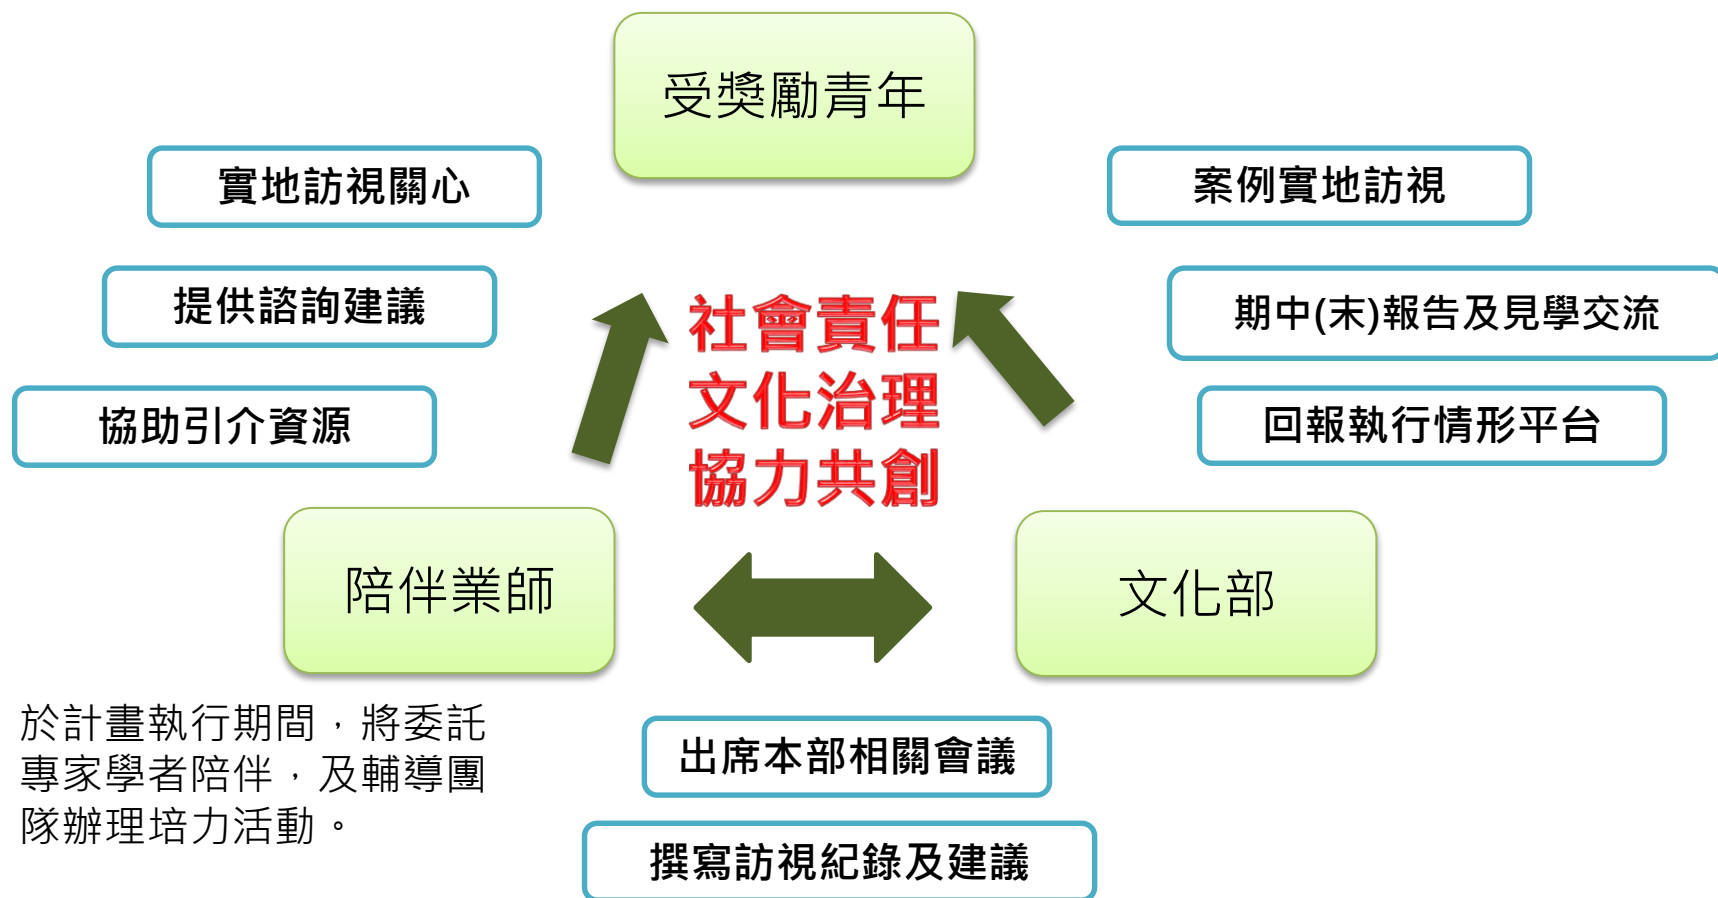 受獎勵青年
實地訪視關心
案例實地訪視
提供諮詢建議
期中(末)報告及見學交流
協助引介資源
回報執行情形平台
社會責任
文化治理
協力共創
陪伴業師
文化部
於計畫執行期間，將委託
專家學者陪伴，及輔導團
隊辦理培力活動。
出席本部相關會議
撰寫訪視紀錄及建議